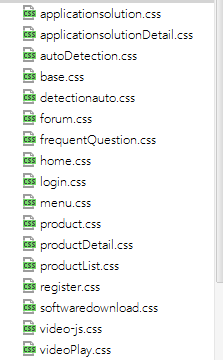 applicationsolution.css
applicationsolutionDetail.css
autoDetection.css
base.css
detectionauto.css
forum.css
frequentQuestion.css
home.css
login.css
menu.css
product.css
productDetail.css
productList.css
register.css
softwaredownload.css
video-js.css
videoPlay.css